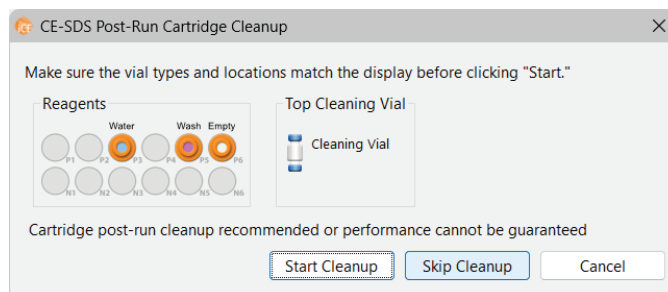 CE
CE-SDS Post-Run Cartridge Cleanup
Make sure the vial types and locations match the display before clicking "Start."
Reagents
Water Wash Empty
P1 P2 P3 P4 P5 P6
N1 N2 N3 N4 N5 N6
Top Cleaning Vial
Cleaning Vial
Cartridge post-run cleanup recommended or performance cannot be guaranteed
Start Cleanup Skip Cleanup Cancel